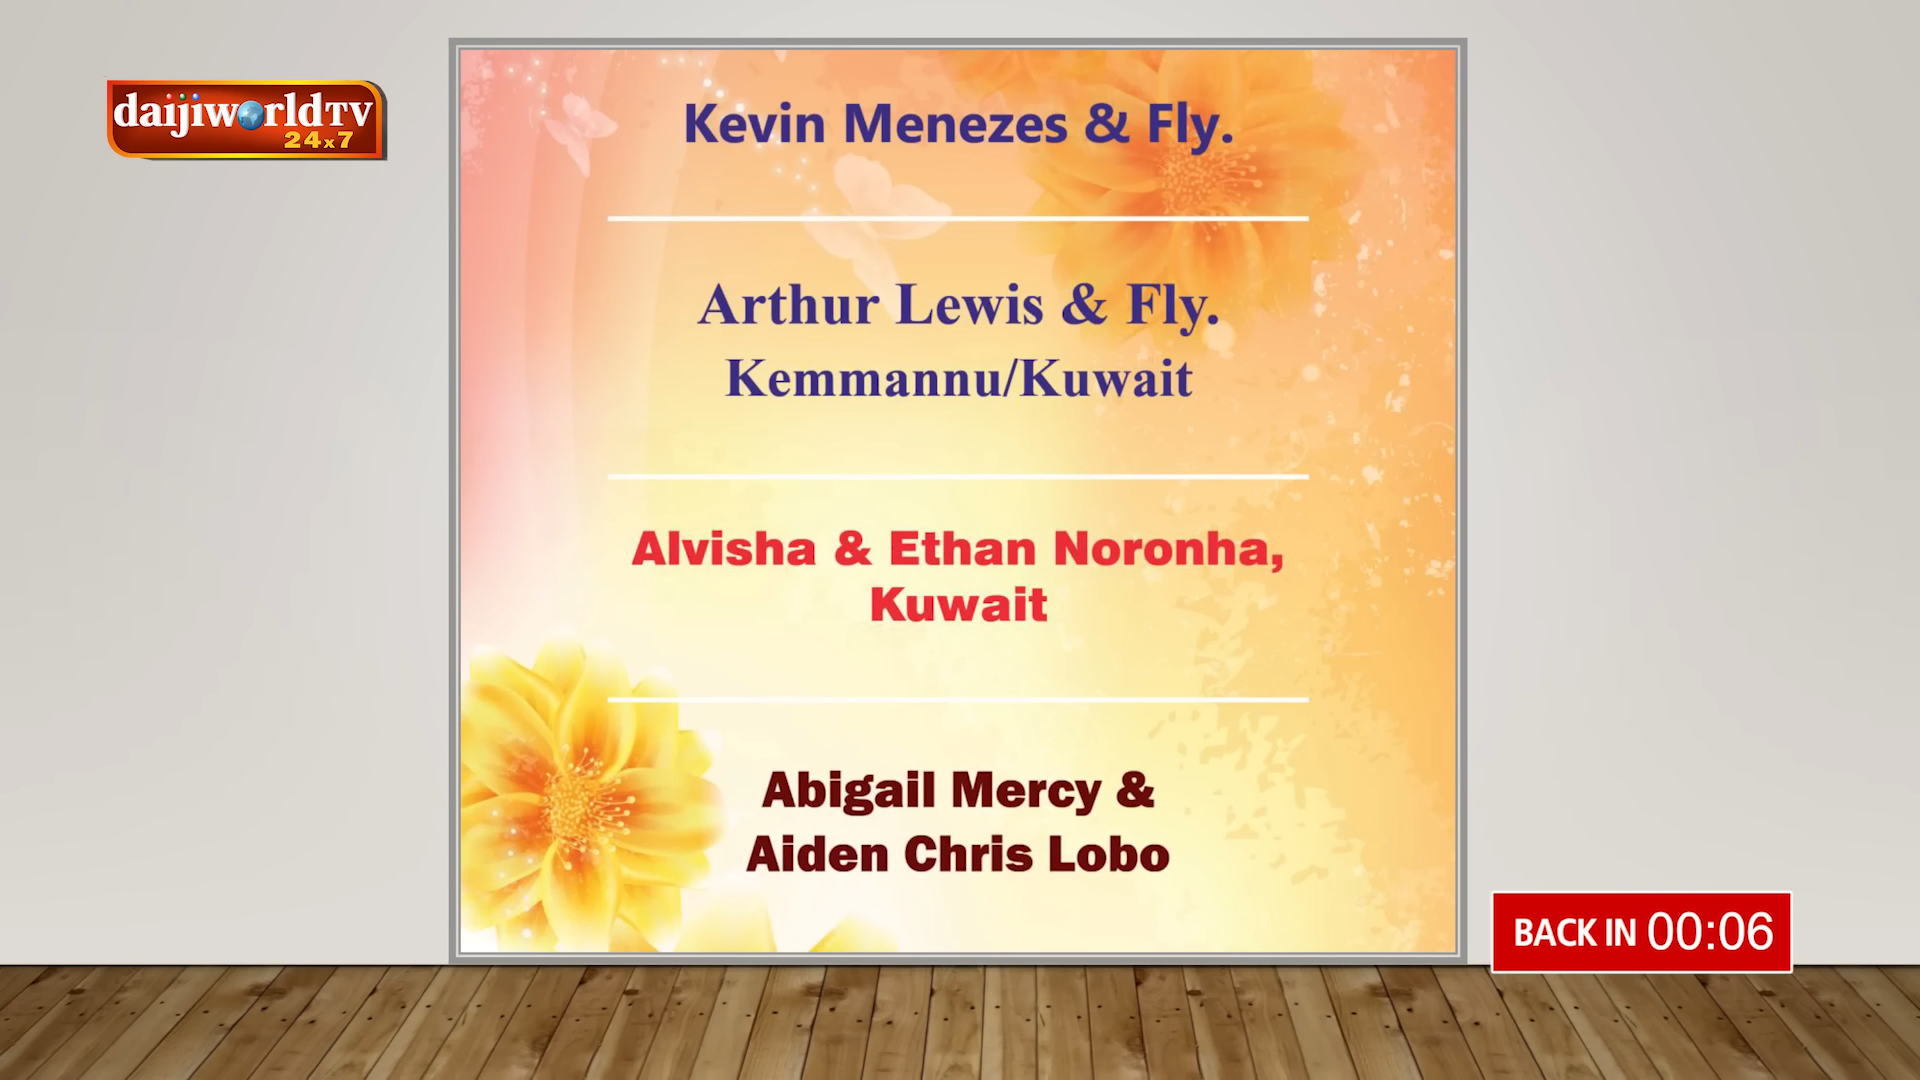 daijiworldTV
24x7
Kevin Menezes & Fly.
Arthur Lewis & Fly.
Kemmannu/Kuwait
Alvisha & Ethan Noronha,
Kuwait
Abigail Mercy &
Aiden Chris Lobo
BACK IN 00:06